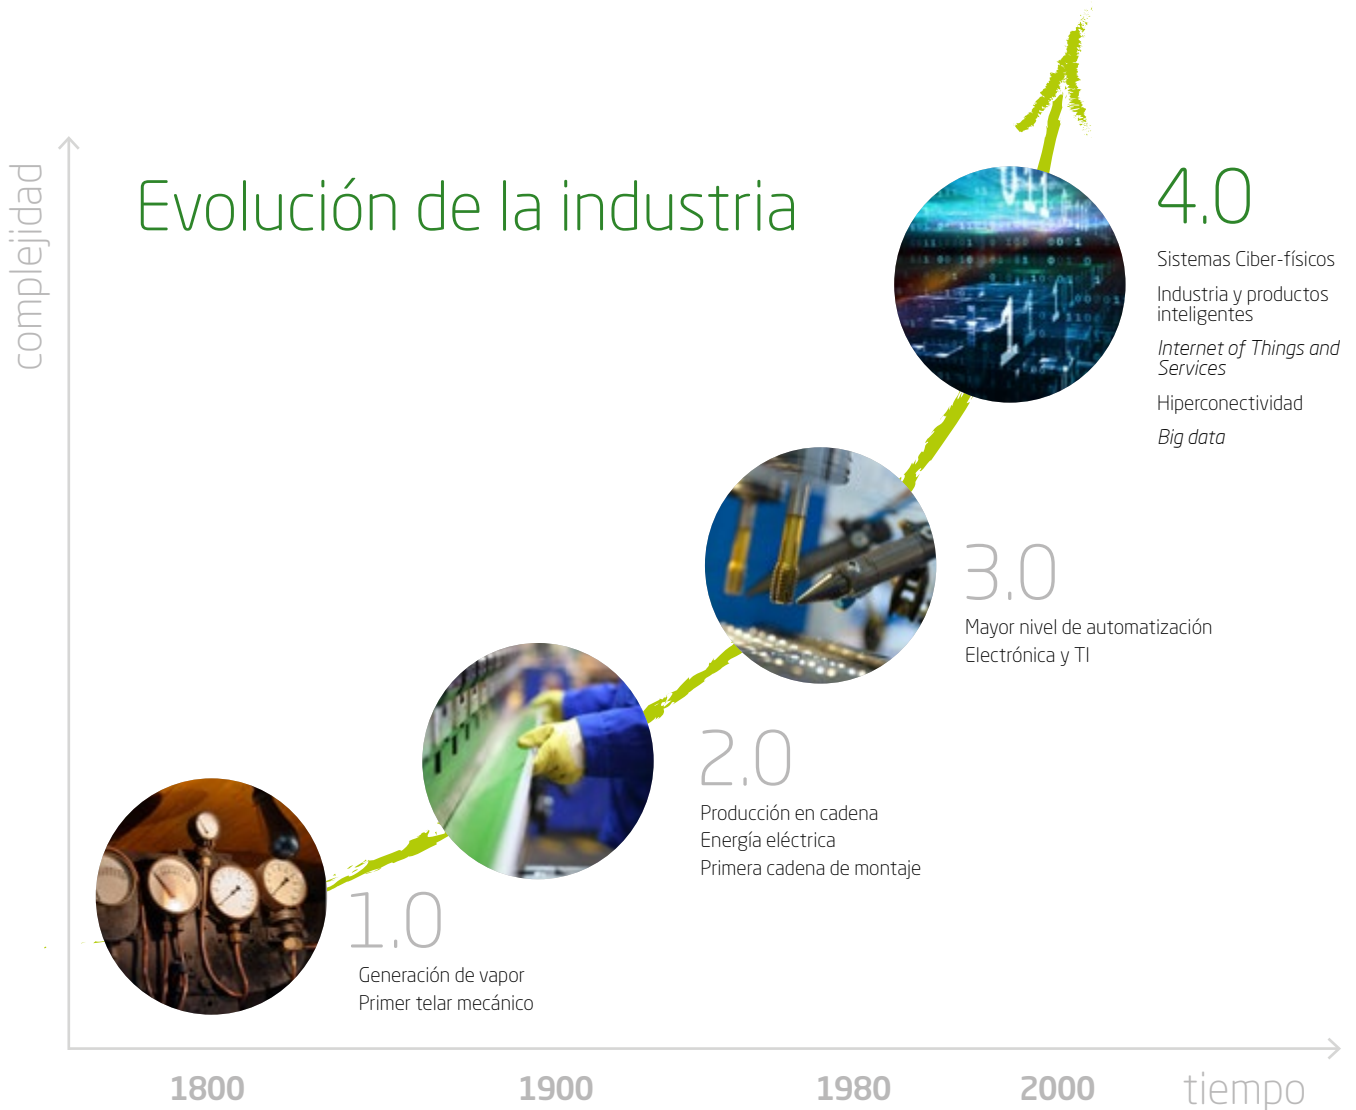 complejidad
Evolución de la industria
4.0
Sistemas Ciber-físicos
Industria y productos
inteligentes
Internet of Things and
Services
Hiperconectividad
Big data
3.0
Mayor nivel de automatización
Electrónica y TI
2.0
Producción en cadena
Energía eléctrica
Primera cadena de montaje
1.0
Generación de vapor
Primer telar mecánico
1800
1900
1980
2000
tiempo